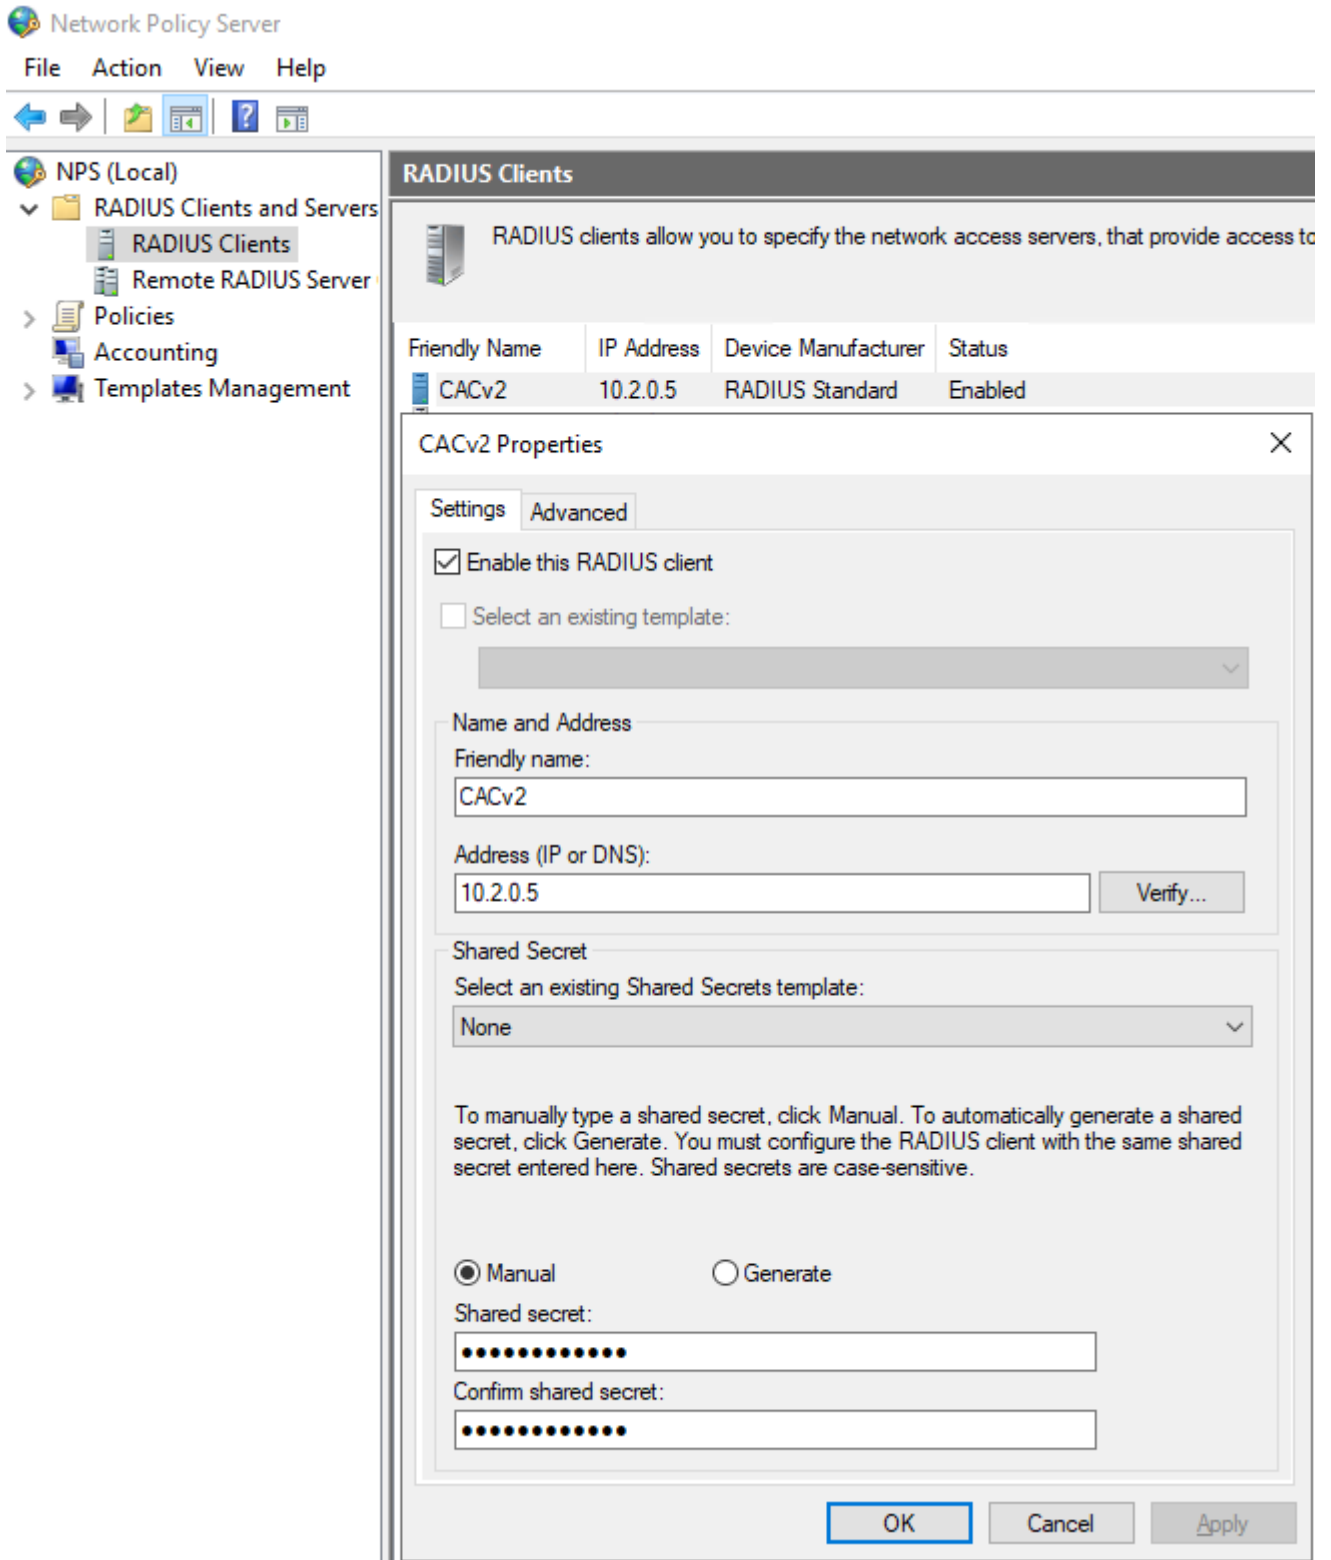 Network Policy Server
File Action View Help
NPS (Local)
RADIUS Clients and Servers
RADIUS Clients
Remote RADIUS Server
Policies
Accounting
Templates Management
RADIUS Clients
RADIUS clients allow you to specify the network access servers, that provide access to
Friendly Name IP Address Device Manufacturer Status
CACv2 10.2.0.5 RADIUS Standard Enabled
CACv2 Properties
Settings Advanced
Enable this RADIUS client
Select an existing template:
Name and Address
Friendly name:
CACv2
Address (IP or DNS):
10.2.0.5 Verify...
Shared Secret
Select an existing Shared Secrets template:
None
To manually type a shared secret, click Manual. To automatically generate a shared
secret, click Generate. You must configure the RADIUS client with the same shared
secret entered here. Shared secrets are case-sensitive.
Manual Generate
Shared secret:
●●●●●●●●●●●●
Confirm shared secret:
●●●●●●●●●●●●
OK Cancel Apply